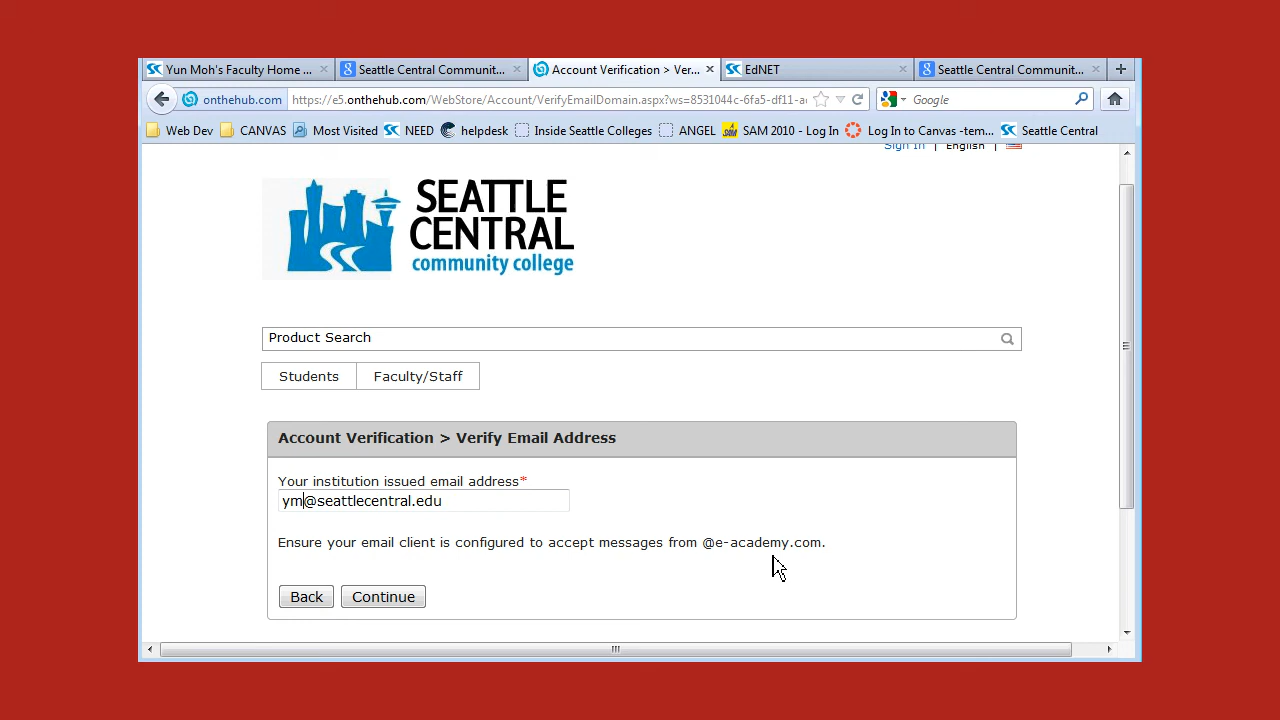 Yun Moh's Faculty Home ...
Seattle Central Communit...
Account Verification > Ver...
EdNET
Seattle Central Communit...
onthehub.com
https://e5.onthehub.com/WebStore/Account/VerifyEmailDomain.aspx?ws=8531044c-6fa5-df11-ae
Google
Web Dev
CANVAS
Most Visited
NEED
helpdesk
Inside Seattle Colleges
ANGEL
SAM 2010 - Log In
Log In to Canvas -tem...
Seattle Central
Sign In | English |
SEATTLE
CENTRAL
community college
Product Search
Students
Faculty/Staff
Account Verification > Verify Email Address
Your institution issued email address*
ym@seattlecentral.edu
Ensure your email client is configured to accept messages from @e-academy.com.
Back
Continue